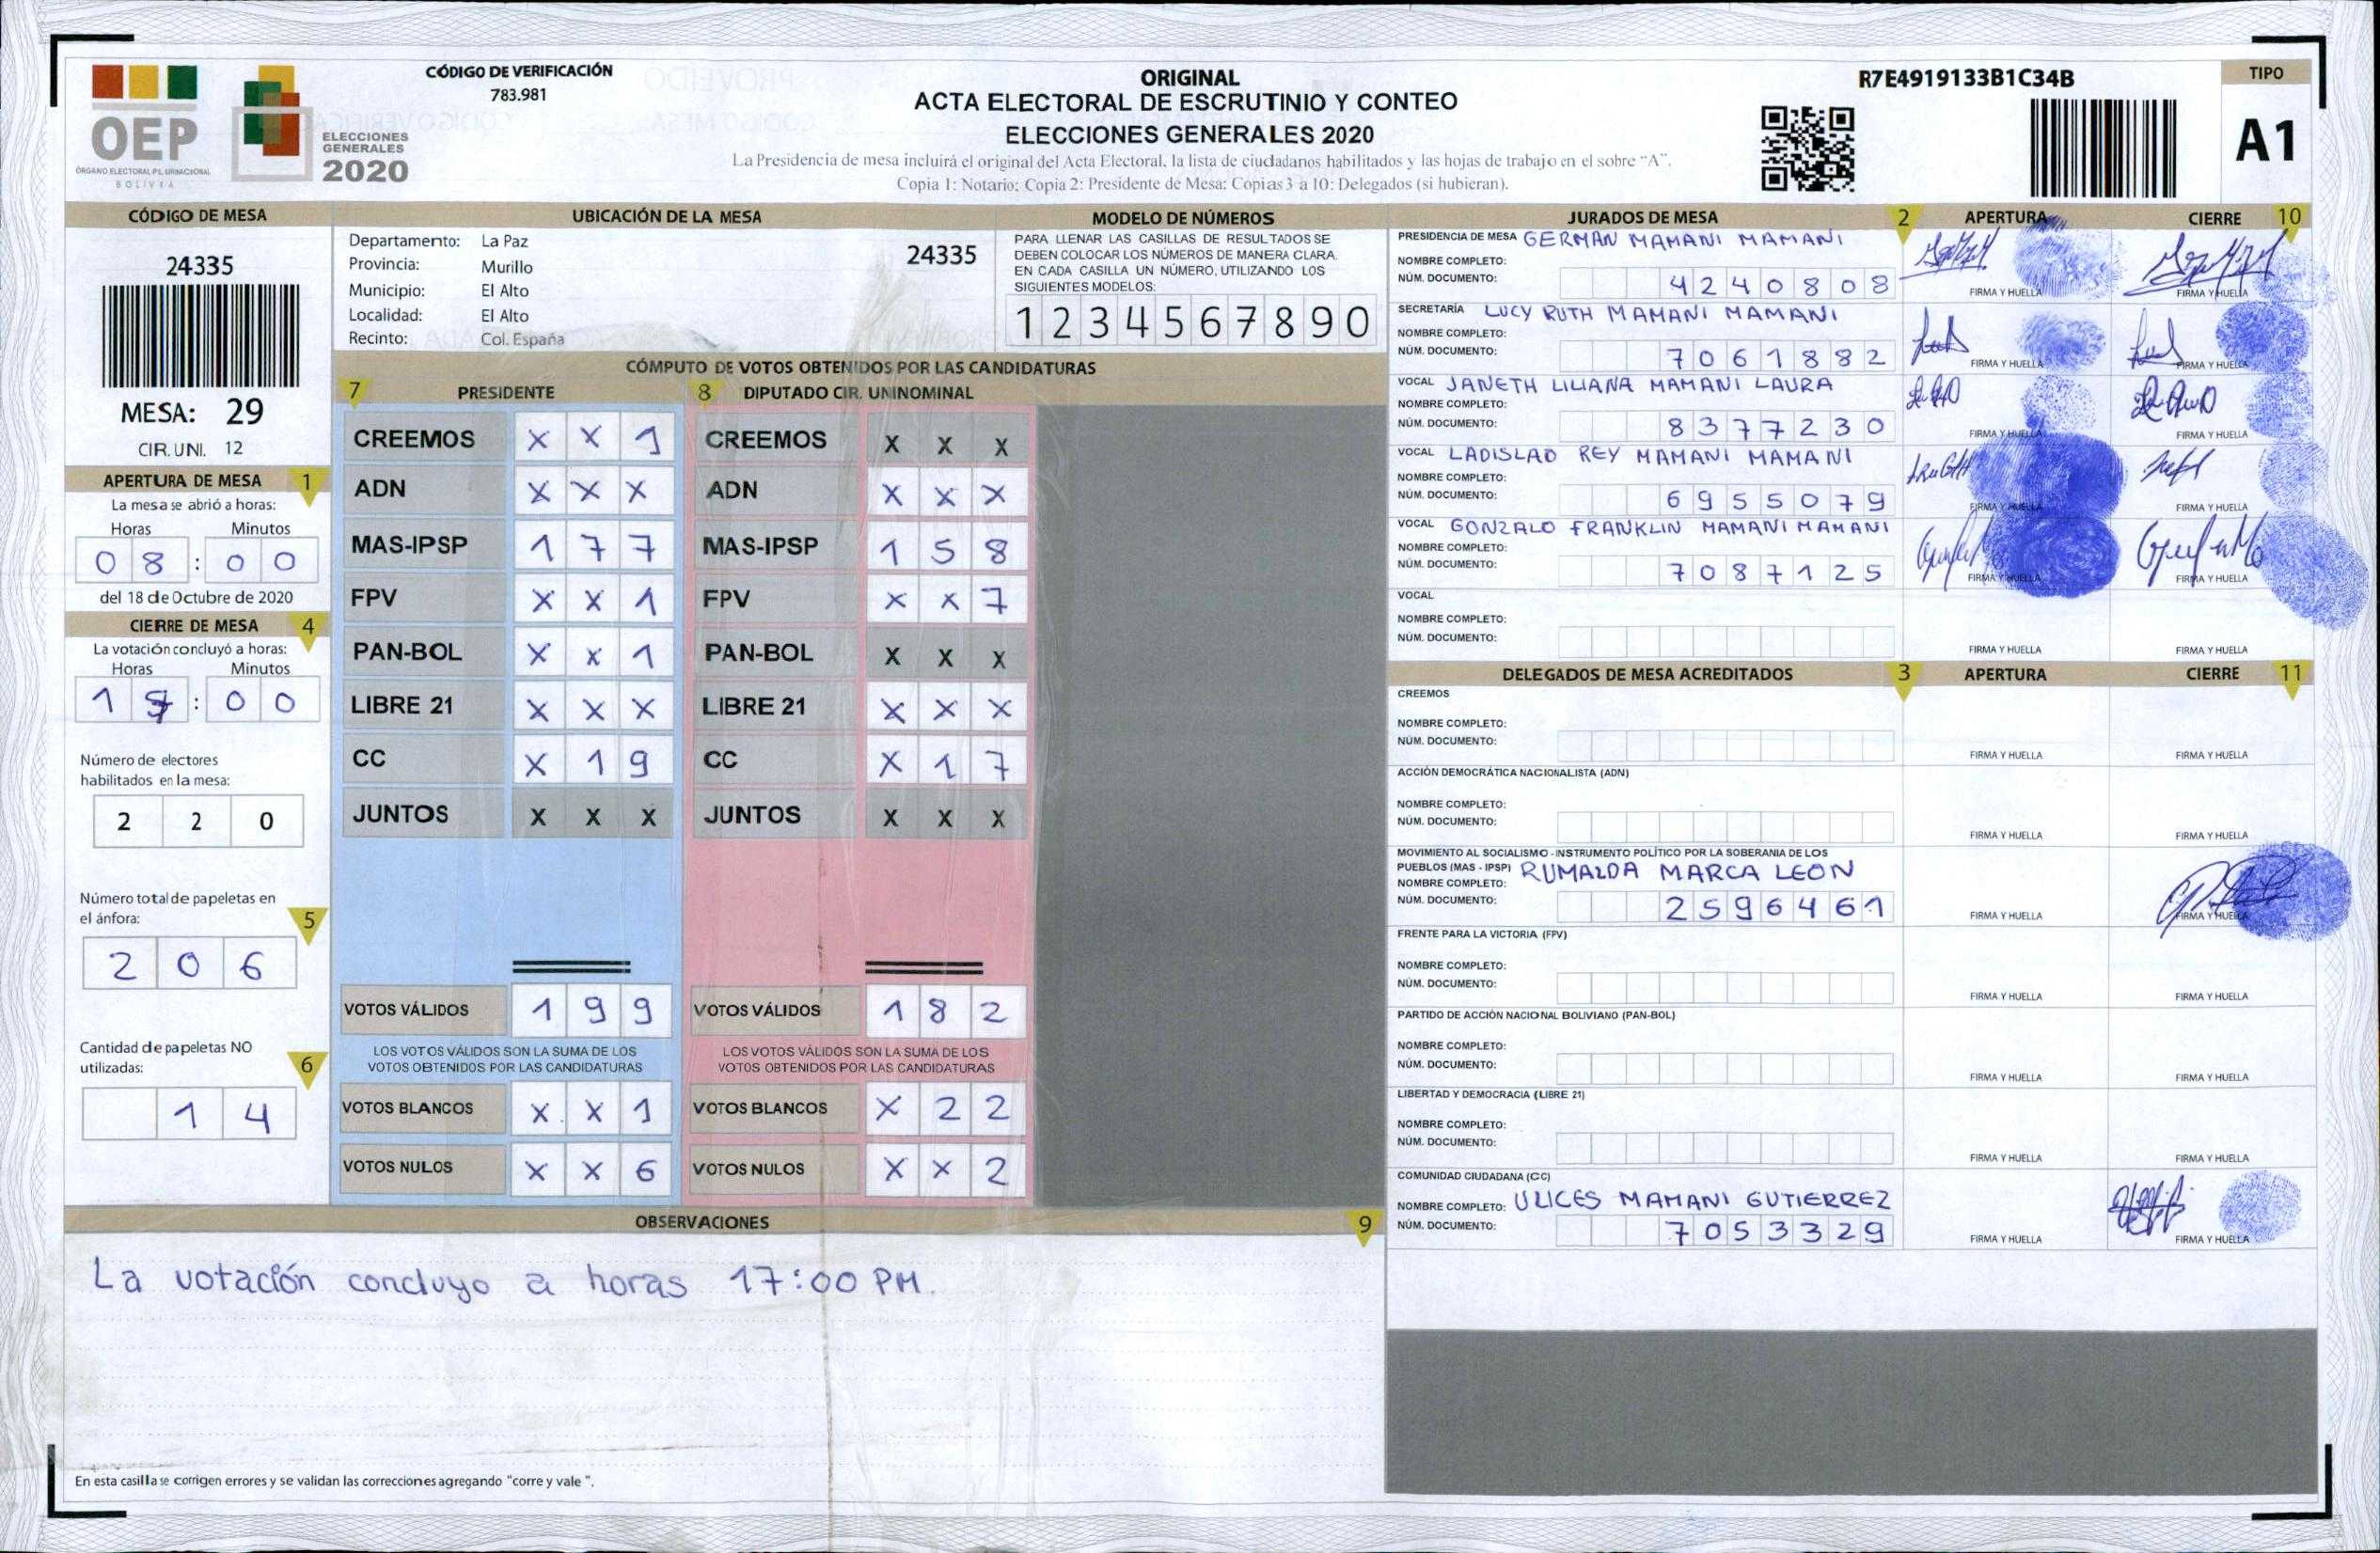 OEP
ÓRGANO ELECTORAL PLURINACIONAL
BOLIVIA
ELECCIONES
GENERALES
2020
CÓDIGO DE VERIFICACIÓN
783.981
ORIGINAL
ACTA ELECTORAL DE ESCRUTINIO Y CONTEO
ELECCIONES GENERALES 2020
La Presidencia de mesa incluirá el original del Acta Electoral, la lista de ciudadanos habilitados y las hojas de trabajo en el sobre “A”.
Copia 1: Notario; Copia 2: Presidente de Mesa; Copias 3 a 10: Delegados (si hubieran).
R7E4919133B1C34B
TIPO
A1
CÓDIGO DE MESA
24335
MESA: 29
CIR. UNI. 12
APERTURA DE MESA 1
La mesa se abrió a horas:
Horas Minutos
0 8 : 0 0
del 18 de Octubre de 2020
CIERRE DE MESA 4
La votación concluyó a horas:
Horas Minutos
1 7 : 0 0
Número de electores
habilitados en la mesa:
2 2 0
Número total de papeletas en
el ánfora: 5
2 0 6
Cantidad de papeletas NO
utilizadas: 6
1 4
UBICACIÓN DE LA MESA
Departamento: La Paz
24335
Provincia: Murillo
Municipio: El Alto
Localidad: El Alto
Recinto: Col. España
MODELO DE NÚMEROS
PARA LLENAR LAS CASILLAS DE RESULTADOS SE
DEBEN COLOCAR LOS NÚMEROS DE MANERA CLARA.
EN CADA CASILLA UN NÚMERO, UTILIZANDO LOS
SIGUIENTES MODELOS:
1 2 3 4 5 6 7 8 9 0
CÓMPUTO DE VOTOS OBTENIDOS POR LAS CANDIDATURAS
7 PRESIDENTE 8 DIPUTADO CIR. UNINOMINAL
CREEMOS X X 1 CREEMOS X X X
ADN X X X ADN X X X
MAS-IPSP 1 7 7 MAS-IPSP 1 5 8
FPV X X 1 FPV X X 7
PAN-BOL X X 1 PAN-BOL X X X
LIBRE 21 X X X LIBRE 21 X X X
CC X 1 9 CC X 1 7
JUNTOS X X X JUNTOS X X X
VOTOS VÁLIDOS 1 9 9 VOTOS VÁLIDOS 1 8 2
LOS VOTOS VÁLIDOS SON LA SUMA DE LOS LOS VOTOS VÁLIDOS SON LA SUMA DE LOS
VOTOS OBTENIDOS POR LAS CANDIDATURAS VOTOS OBTENIDOS POR LAS CANDIDATURAS
VOTOS BLANCOS X X 1 VOTOS BLANCOS X 2 2
VOTOS NULOS X X 6 VOTOS NULOS X X 2
OBSERVACIONES 9
La votación concluyo a horas 17:00 PM.
En esta casilla se corrigen errores y se validan las correcciones agregando "corre y vale ".
JURADOS DE MESA 2 APERTURA CIERRE 10
PRESIDENCIA DE MESA GERMAN MAMANI MAMANI
NOMBRE COMPLETO:
NÚM. DOCUMENTO: 4240808
FIRMA Y HUELLA FIRMA Y HUELLA
SECRETARÍA LUCY RUTH MAMANI MAMANI
NOMBRE COMPLETO:
NÚM. DOCUMENTO: 7061882
FIRMA Y HUELLA FIRMA Y HUELLA
VOCAL JANETH LILIANA MAMANI LAURA
NOMBRE COMPLETO:
NÚM. DOCUMENTO: 8377230
FIRMA Y HUELLA FIRMA Y HUELLA
VOCAL LADISLAO REY MAMANI MAMANI
NOMBRE COMPLETO:
NÚM. DOCUMENTO: 6955079
FIRMA Y HUELLA FIRMA Y HUELLA
VOCAL GONZALO FRANKLIN MAMANI MAMANI
NOMBRE COMPLETO:
NÚM. DOCUMENTO: 7087125
FIRMA Y HUELLA FIRMA Y HUELLA
VOCAL
NOMBRE COMPLETO:
NÚM. DOCUMENTO:
FIRMA Y HUELLA FIRMA Y HUELLA
DELEGADOS DE MESA ACREDITADOS 3 APERTURA CIERRE 11
CREEMOS
NOMBRE COMPLETO:
NÚM. DOCUMENTO:
FIRMA Y HUELLA FIRMA Y HUELLA
ACCIÓN DEMOCRÁTICA NACIONALISTA (ADN)
NOMBRE COMPLETO:
NÚM. DOCUMENTO:
FIRMA Y HUELLA FIRMA Y HUELLA
MOVIMIENTO AL SOCIALISMO - INSTRUMENTO POLÍTICO POR LA SOBERANIA DE LOS
PUEBLOS (MAS - IPSP) RUMALDA MARCA LEON
NOMBRE COMPLETO:
NÚM. DOCUMENTO: 2596461
FIRMA Y HUELLA FIRMA Y HUELLA
FRENTE PARA LA VICTORIA (FPV)
NOMBRE COMPLETO:
NÚM. DOCUMENTO:
FIRMA Y HUELLA FIRMA Y HUELLA
PARTIDO DE ACCIÓN NACIONAL BOLIVIANO (PAN-BOL)
NOMBRE COMPLETO:
NÚM. DOCUMENTO:
FIRMA Y HUELLA FIRMA Y HUELLA
LIBERTAD Y DEMOCRACIA (LIBRE 21)
NOMBRE COMPLETO:
NÚM. DOCUMENTO:
FIRMA Y HUELLA FIRMA Y HUELLA
COMUNIDAD CIUDADANA (CC)
NOMBRE COMPLETO: ULICES MAMANI GUTIERREZ
NÚM. DOCUMENTO: 7053329
FIRMA Y HUELLA FIRMA Y HUELLA